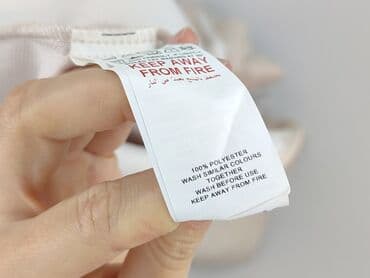 KEEP AWAY
FROM FIRE
100% POLYESTER
WASH SIMILAR COLOURS
TOGETHER
WASH BEFORE USE
KEEP AWAY FROM FIRE